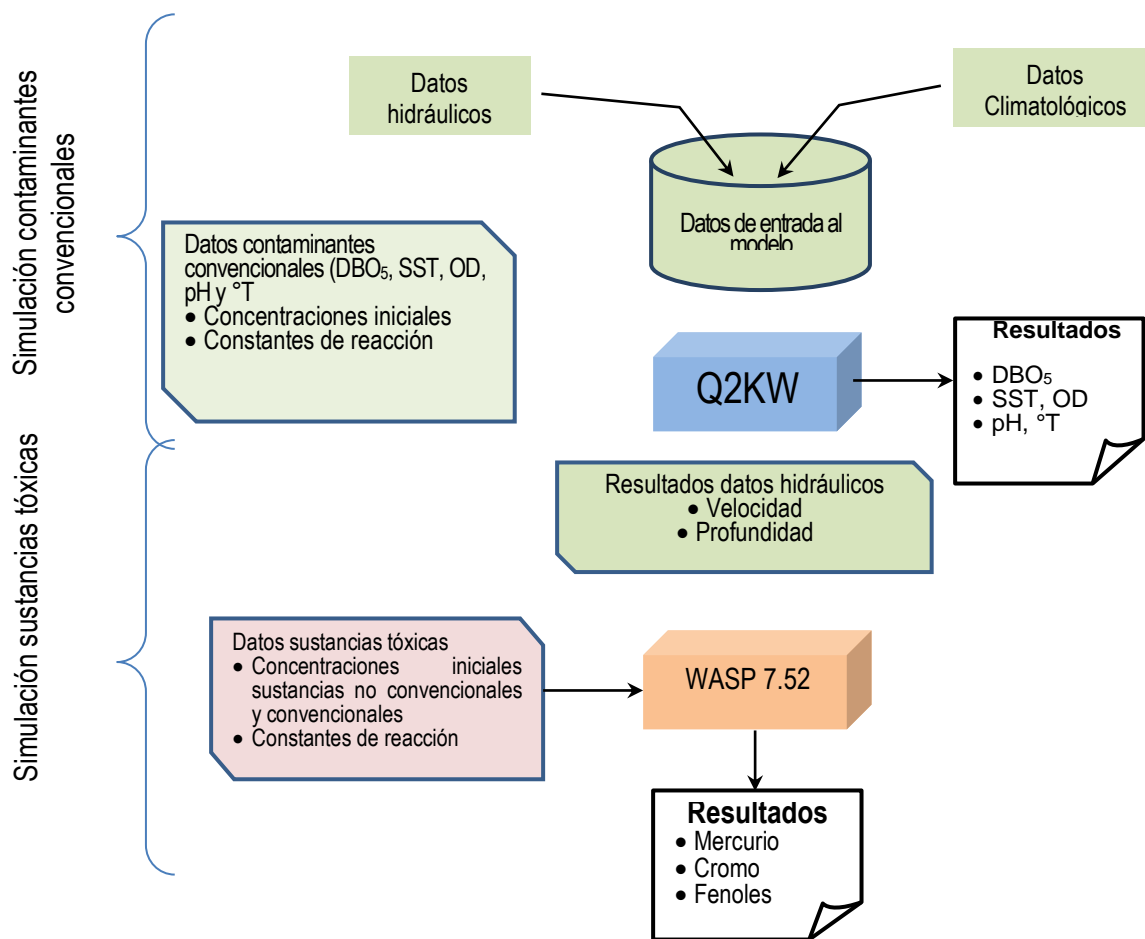 Simulación contaminantes
convencionales
Datos
hidráulicos
Datos
Climatológicos
Datos de entrada al
modelo
Datos contaminantes
convencionales (DBO₅, SST, OD,
pH y °T
• Concentraciones iniciales
• Constantes de reacción
Q2KW
Resultados
• DBO₅
• SST, OD
• pH, °T
Simulación sustancias tóxicas
Resultados datos hidráulicos
• Velocidad
• Profundidad
Datos sustancias tóxicas
• Concentraciones iniciales
sustancias no convencionales
y convencionales
• Constantes de reacción
WASP 7.52
Resultados
• Mercurio
• Cromo
• Fenoles